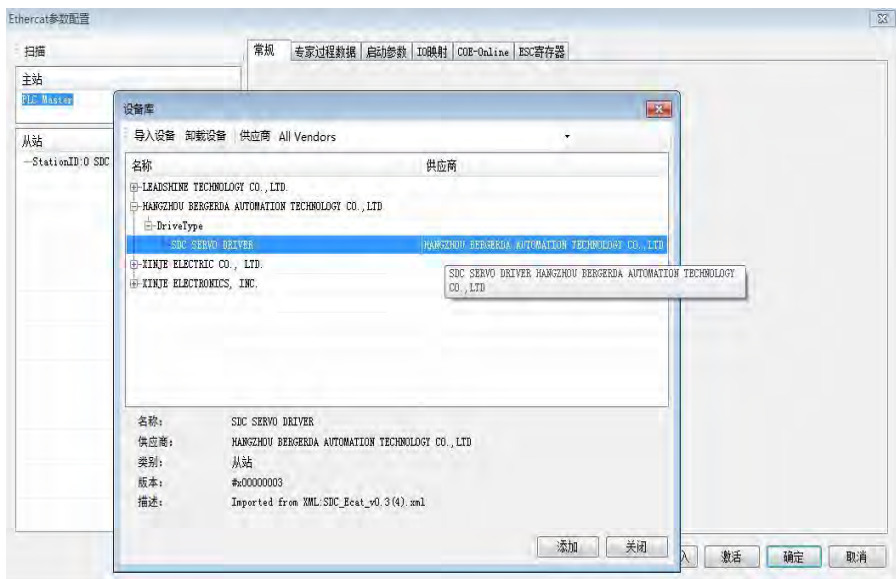 Ethercat参数配置
扫描
常规 专家过程数据 启动参数 IO映射 COE-Online ESC寄存器
主站
PLC Master
设备库
导入设备 卸载设备 供应商 All Vendors
从站
StationID:0 SDC
名称 供应商
LEADSHINE TECHNOLOGY CO.,LTD.
HANGZHOU BERGERDA AUTOMATION TECHNOLOGY CO.,LTD
DriveType
SDC SERVO DRIVER HANGZHOU BERGERDA AUTOMATION TECHNOLOGY CO.,LTD
XINJE ELECTRIC CO., LTD.
XINJE ELECTRONICS, INC.
SDC SERVO DRIVER HANGZHOU BERGERDA AUTOMATION TECHNOLOGY
CO.,LTD
名称: SDC SERVO DRIVER
供应商: HANGZHOU BERGERDA AUTOMATION TECHNOLOGY CO.,LTD
类别: 从站
版本: #x00000003
描述: Imported from XML:SDC_Ecat_v0.3(4).xml
添加 关闭
入 激活 确定 取消